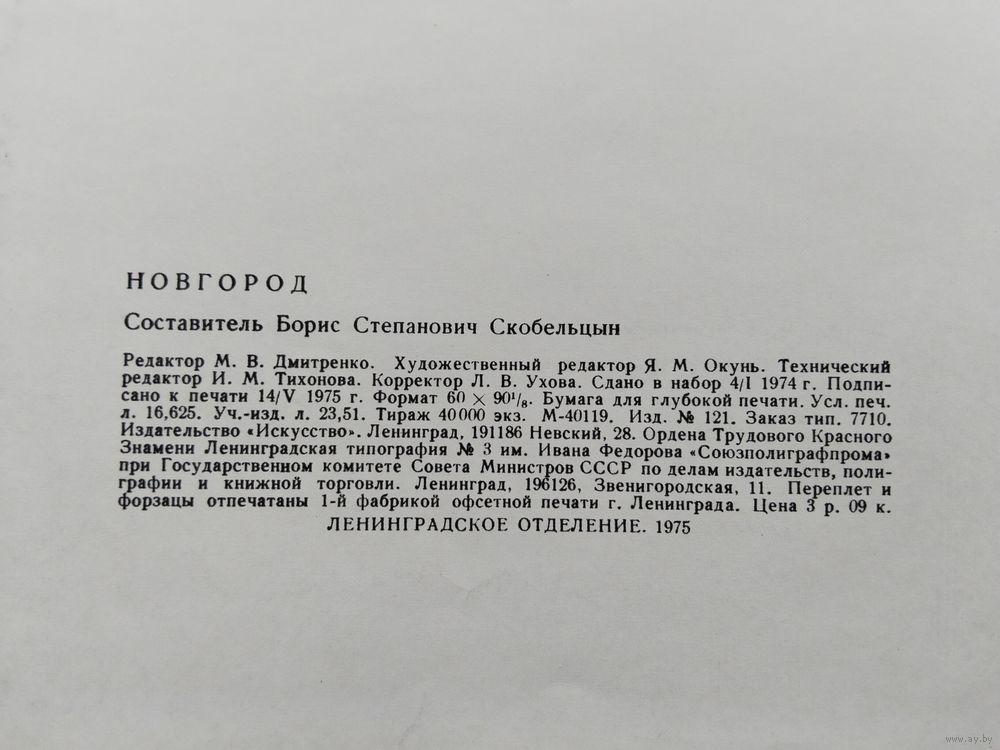 НОВГОРОД
Составитель Борис Степанович Скобельцын
Редактор М. В. Дмитренко. Художественный редактор Я. М. Окунь. Технический
редактор И. М. Тихонова. Корректор Л. В. Ухова. Сдано в набор 4/I 1974 г. Подпи-
сано к печати 14/V 1975 г. Формат 60 × 90¹/₈. Бумага для глубокой печати. Усл. печ.
л. 16,625. Уч.-изд. л. 23,51. Тираж 40 000 экз. М-40119. Изд. № 121. Заказ тип. 7710.
Издательство «Искусство». Ленинград, 191186 Невский, 28. Ордена Трудового Красного
Знамени Ленинградская типография № 3 им. Ивана Федорова «Союзполиграфпрома»
при Государственном комитете Совета Министров СССР по делам издательств, поли-
графии и книжной торговли. Ленинград, 196126, Звенигородская, 11. Переплет и
форзацы отпечатаны 1-й фабрикой офсетной печати г. Ленинграда. Цена 3 р. 09 к.
ЛЕНИНГРАДСКОЕ ОТДЕЛЕНИЕ. 1975
www.ay.by